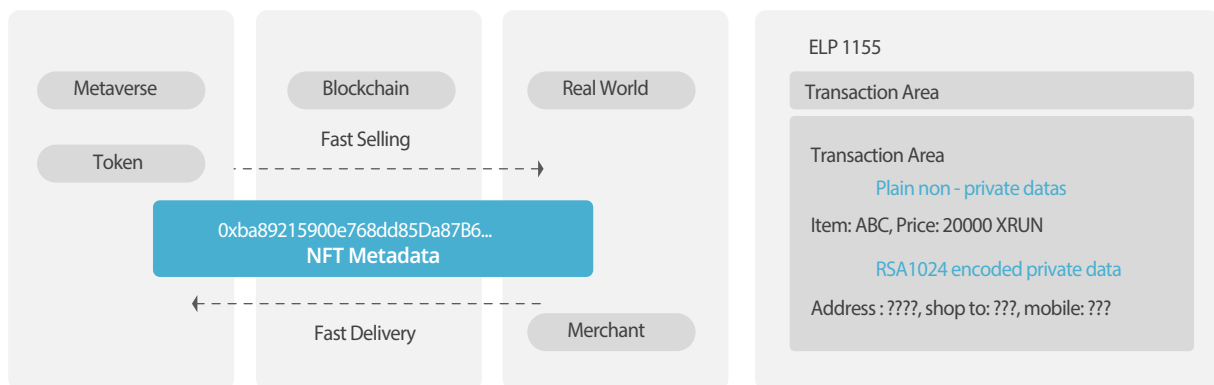 Metaverse
Blockchain
Real World
Token
Fast Selling
0xba89215900e768dd85Da87B6...
NFT Metadata
Fast Delivery
Merchant
ELP 1155
Transaction Area
Transaction Area
Plain non - private datas
Item: ABC, Price: 20000 XRUN
RSA1024 encoded private data
Address : ????, shop to: ???, mobile: ???